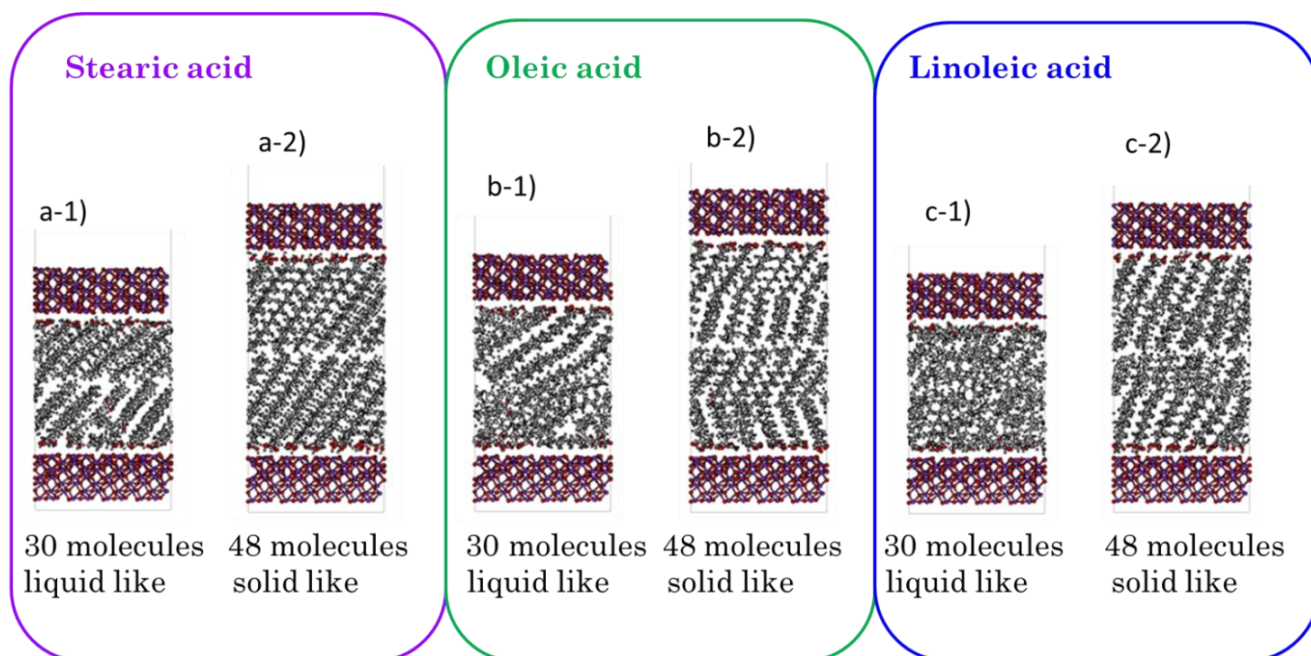 Stearic acid
a-1)
a-2)
30 molecules
liquid like
48 molecules
solid like
Oleic acid
b-1)
b-2)
30 molecules
liquid like
48 molecules
solid like
Linoleic acid
c-1)
c-2)
30 molecules
liquid like
48 molecules
solid like